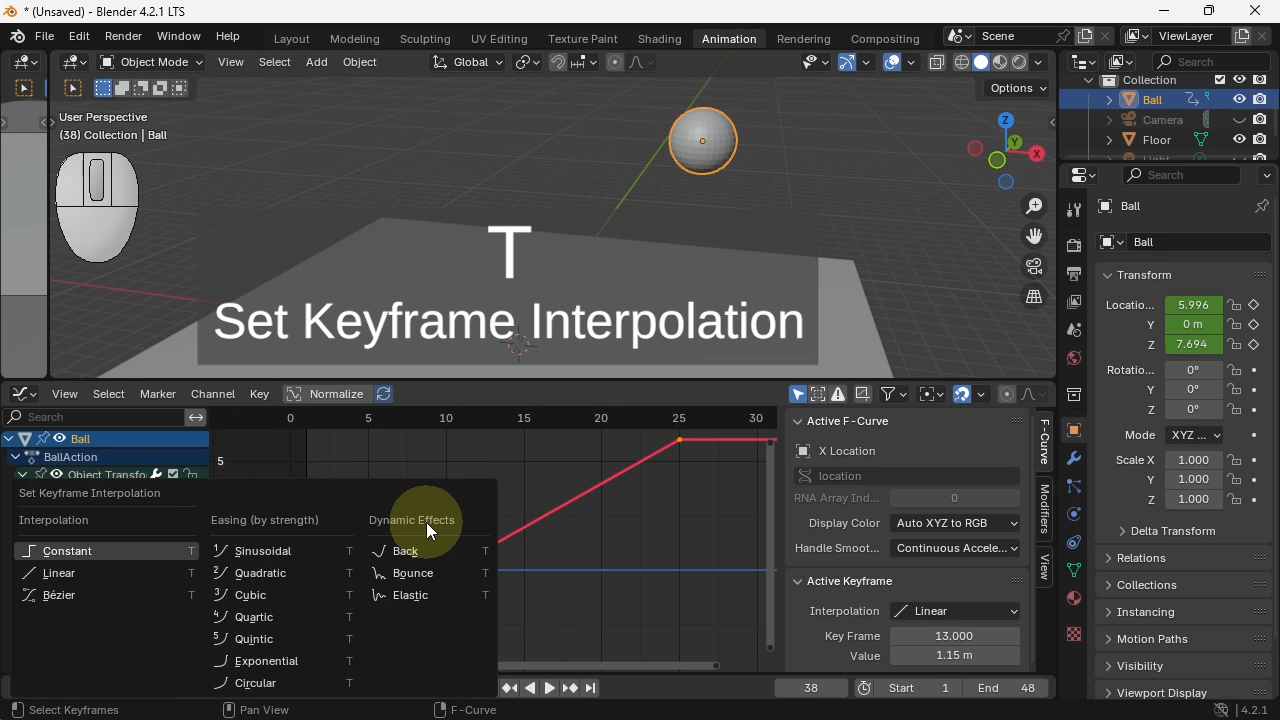 * (Unsaved) - Blender 4.2.1 LTS
File Edit Render Window Help Layout Modeling Sculpting UV Editing Texture Paint Shading Animation Rendering Compositing Scene ViewLayer
Object Mode View Select Add Object Global Search
Options
User Perspective
(38) Collection | Ball
Z
Y
X
T
Set Keyframe Interpolation
Collection
Ball
Camera
Floor
Light
Search
Ball
Ball
Transform
Locatio... 5.996
Y 0 m
Z 7.694
Rotatio... 0°
Y 0°
Z 0°
Mode XYZ ...
Scale X 1.000
Y 1.000
Z 1.000
Delta Transform
Relations
Collections
Instancing
Motion Paths
Visibility
Viewport Display
View Select Marker Channel Key Normalize
Search 0 5 10 15 20 25 30
Ball
BallAction
Object Transfo
5
Set Keyframe Interpolation
Interpolation Easing (by strength) Dynamic Effects
Constant T Sinusoidal T Back T
Linear T Quadratic T Bounce T
Bézier T Cubic T Elastic T
Quartic T
Quintic T
Exponential T
Circular T
Active F-Curve
X Location
location
RNA Array Ind... 0
Display Color Auto XYZ to RGB
Handle Smoot... Continuous Accele...
Active Keyframe
Interpolation Linear
Key Frame 13.000
Value 1.15 m
F-Curve
Modifiers
View
38 Start 1 End 48
Select Keyframes Pan View F-Curve 4.2.1